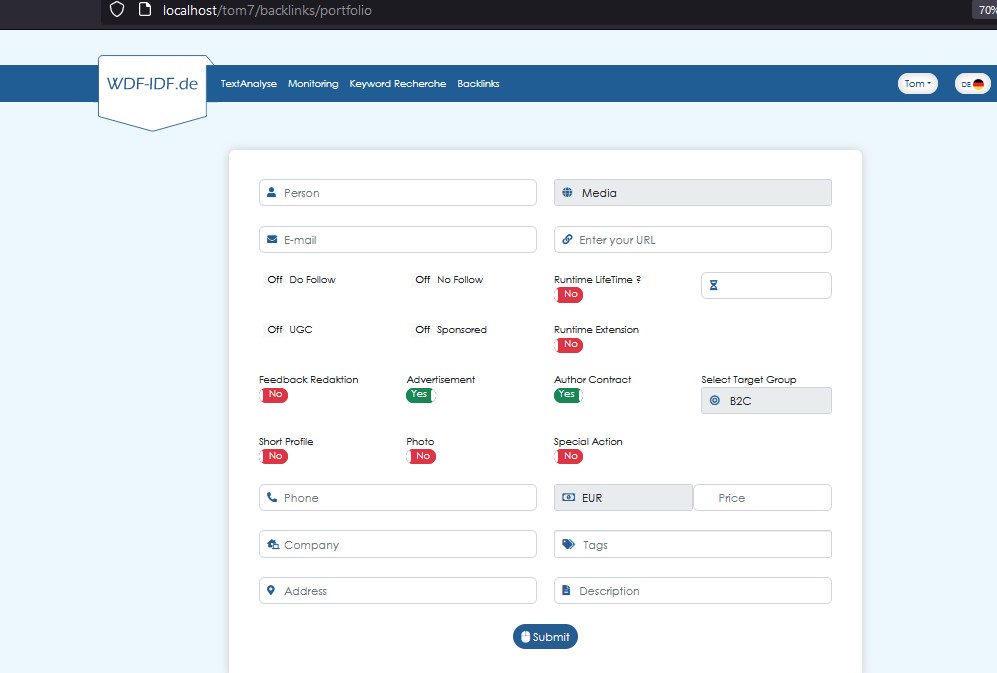 localhost/tom7/backlinks/portfolio
70%
WDF-IDF.de
TextAnalyse Monitoring Keyword Recherche Backlinks
Tom
DE
Person
Media
E-mail
Enter your URL
Off Do Follow
Off No Follow
Runtime LifeTime ?
No
Off UGC
Off Sponsored
Runtime Extension
No
Feedback Redaktion
No
Advertisement
Yes
Author Contract
Yes
Select Target Group
B2C
Short Profile
No
Photo
No
Special Action
No
Phone
EUR
Price
Company
Tags
Address
Description
Submit